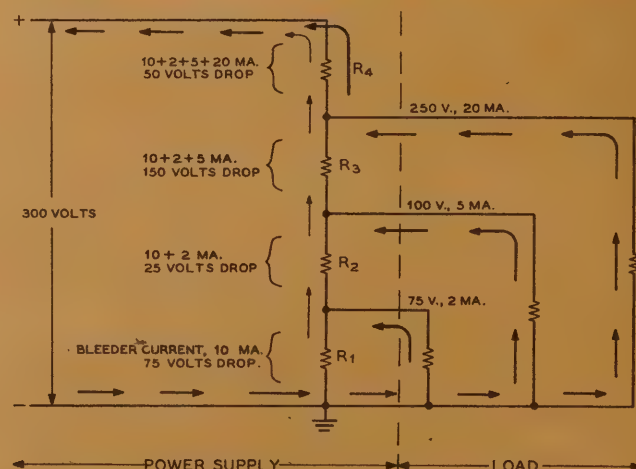 +
10+2+5+20 MA.
50 VOLTS DROP
R4
250 V., 20 MA.
10+2+5 MA.
150 VOLTS DROP
R3
300 VOLTS
100 V., 5 MA.
10+ 2 MA.
25 VOLTS DROP
R2
75 V., 2 MA.
BLEEDER CURRENT, 10 MA.
75 VOLTS DROP.
R1
—
POWER SUPPLY
LOAD